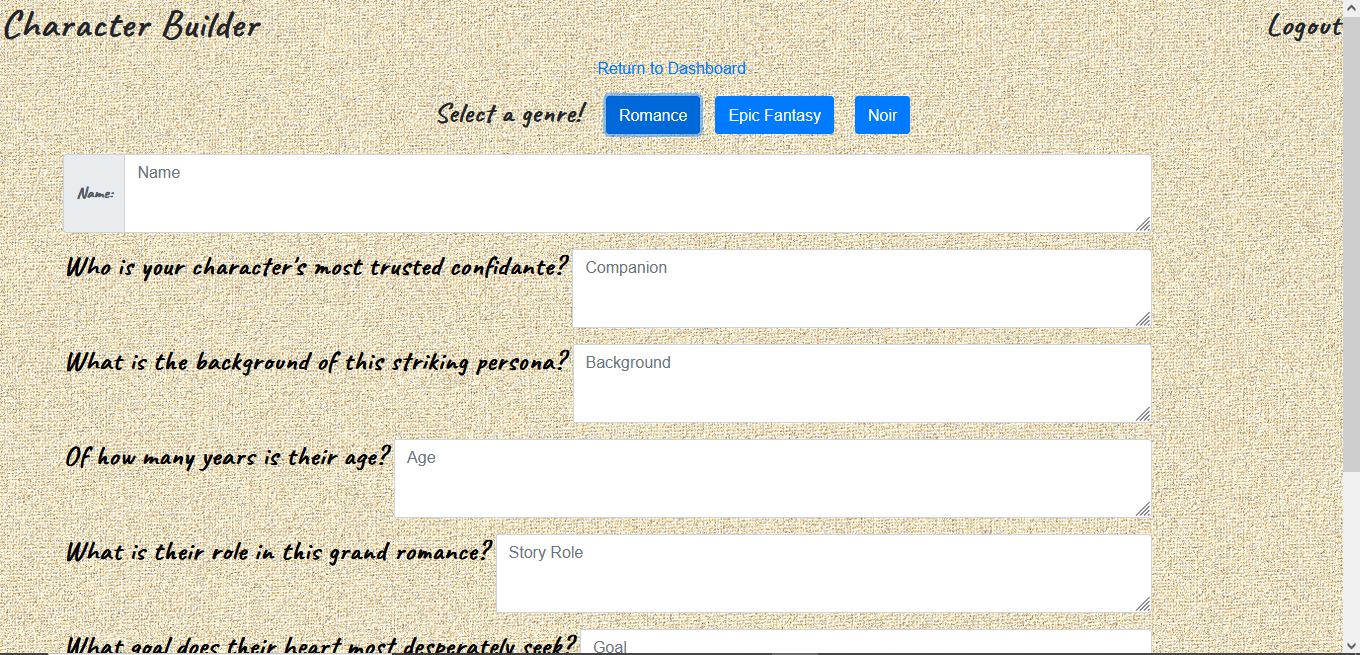 Character Builder
Logout
Return to Dashboard
Select a genre! Romance Epic Fantasy Noir
Name: Name
Who is your character's most trusted confidante? Companion
What is the background of this striking persona? Background
Of how many years is their age? Age
What is their role in this grand romance? Story Role
What goal does their heart most desperately seek? Goal